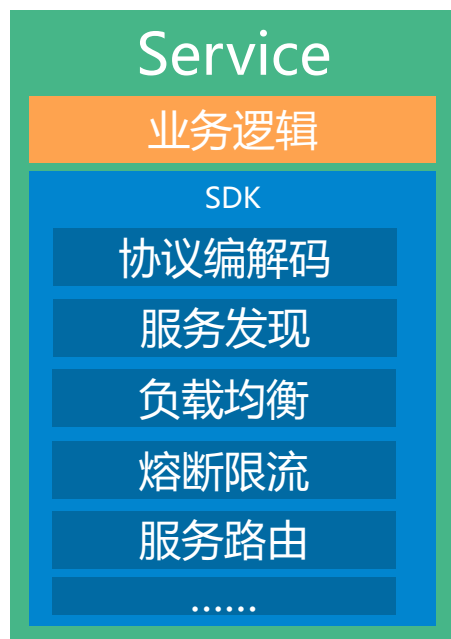 Service
业务逻辑
SDK
协议编解码
服务发现
负载均衡
熔断限流
服务路由
......